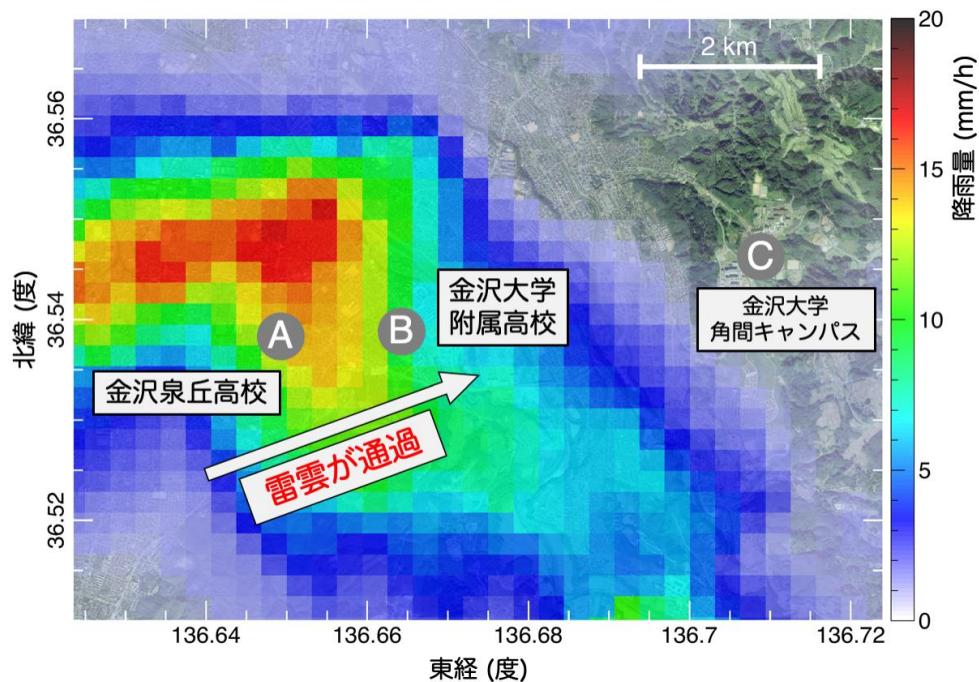 2 km
20
15
10
5
0
降雨量 (mm/h)
36.56
36.54
36.52
北緯 (度)
A
B
C
金沢大学
附属高校
金沢大学
角間キャンパス
金沢泉丘高校
雷雲が通過
136.64
136.66
136.68
136.7
136.72
東経 (度)